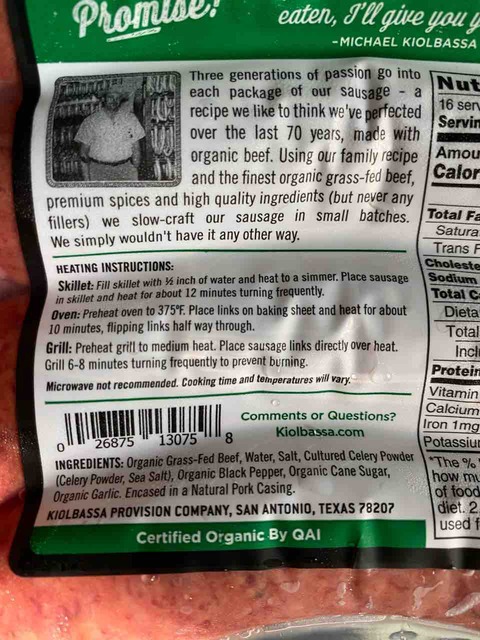 Promise!
eaten, I'll give you
-MICHAEL KIOLBASSA
Three generations of passion go into
each package of our sausage - a
recipe we like to think we've perfected
over the last 70 years, made with
organic beef. Using our family recipe
and the finest organic grass-fed beef,
premium spices and high quality ingredients (but never any
fillers) we slow-craft our sausage in small batches.
We simply wouldn't have it any other way.
HEATING INSTRUCTIONS:
Skillet: Fill skillet with ½ inch of water and heat to a simmer. Place sausage
in skillet and heat for about 12 minutes turning frequently.
Oven: Preheat oven to 375°F. Place links on baking sheet and heat for about
10 minutes, flipping links half way through.
Grill: Preheat grill to medium heat. Place sausage links directly over heat.
Grill 6-8 minutes turning frequently to prevent burning.
Microwave not recommended. Cooking time and temperatures will vary.
0 26875 13075 8
Comments or Questions?
Kiolbassa.com
INGREDIENTS: Organic Grass-Fed Beef, Water, Salt, Cultured Celery Powder
(Celery Powder, Sea Salt), Organic Black Pepper, Organic Cane Sugar,
Organic Garlic. Encased in a Natural Pork Casing.
KIOLBASSA PROVISION COMPANY, SAN ANTONIO, TEXAS 78207
Certified Organic By QAI
Nut
16 serv
Servin
Amou
Calor
Total Fa
Satura
Trans F
Choleste
Sodium
Total C
Dieta
Total
Incl
Protein
Vitamin
Calcium
Iron 1mg
Potassiu
*The %
how mu
of food
diet. 2
used f